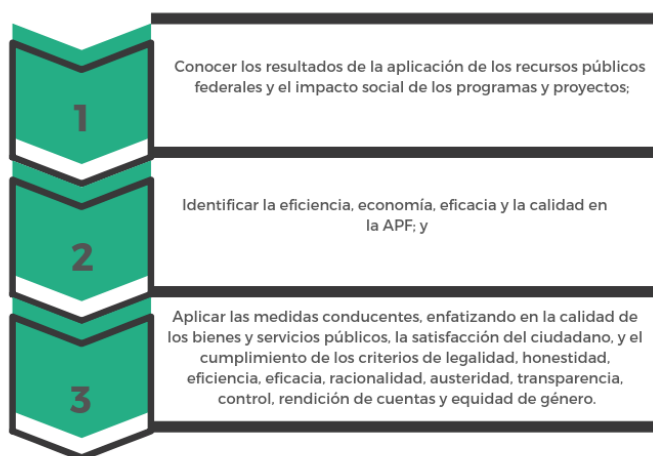 1
Conocer los resultados de la aplicación de los recursos públicos
federales y el impacto social de los programas y proyectos;
2
Identificar la eficiencia, economía, eficacia y la calidad en
la APF; y
3
Aplicar las medidas conducentes, enfatizando en la calidad de
los bienes y servicios públicos, la satisfacción del ciudadano, y el
cumplimiento de los criterios de legalidad, honestidad,
eficiencia, eficacia, racionalidad, austeridad, transparencia,
control, rendición de cuentas y equidad de género.